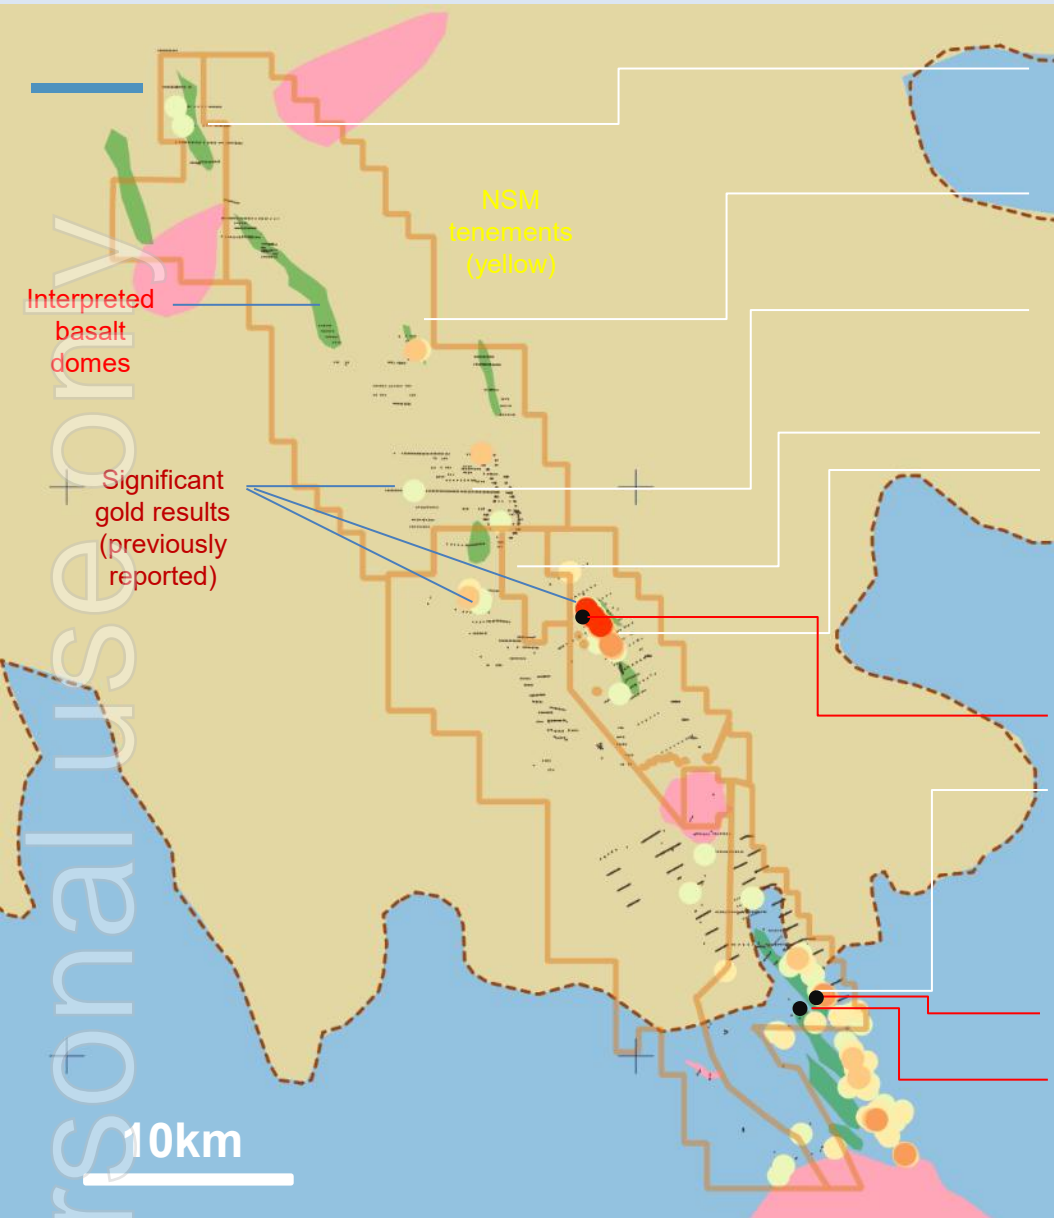 NSM
tenements
(yellow)
Interpreted
basalt
domes
Significant
gold results
(previously
reported)
10km
rsonal use only